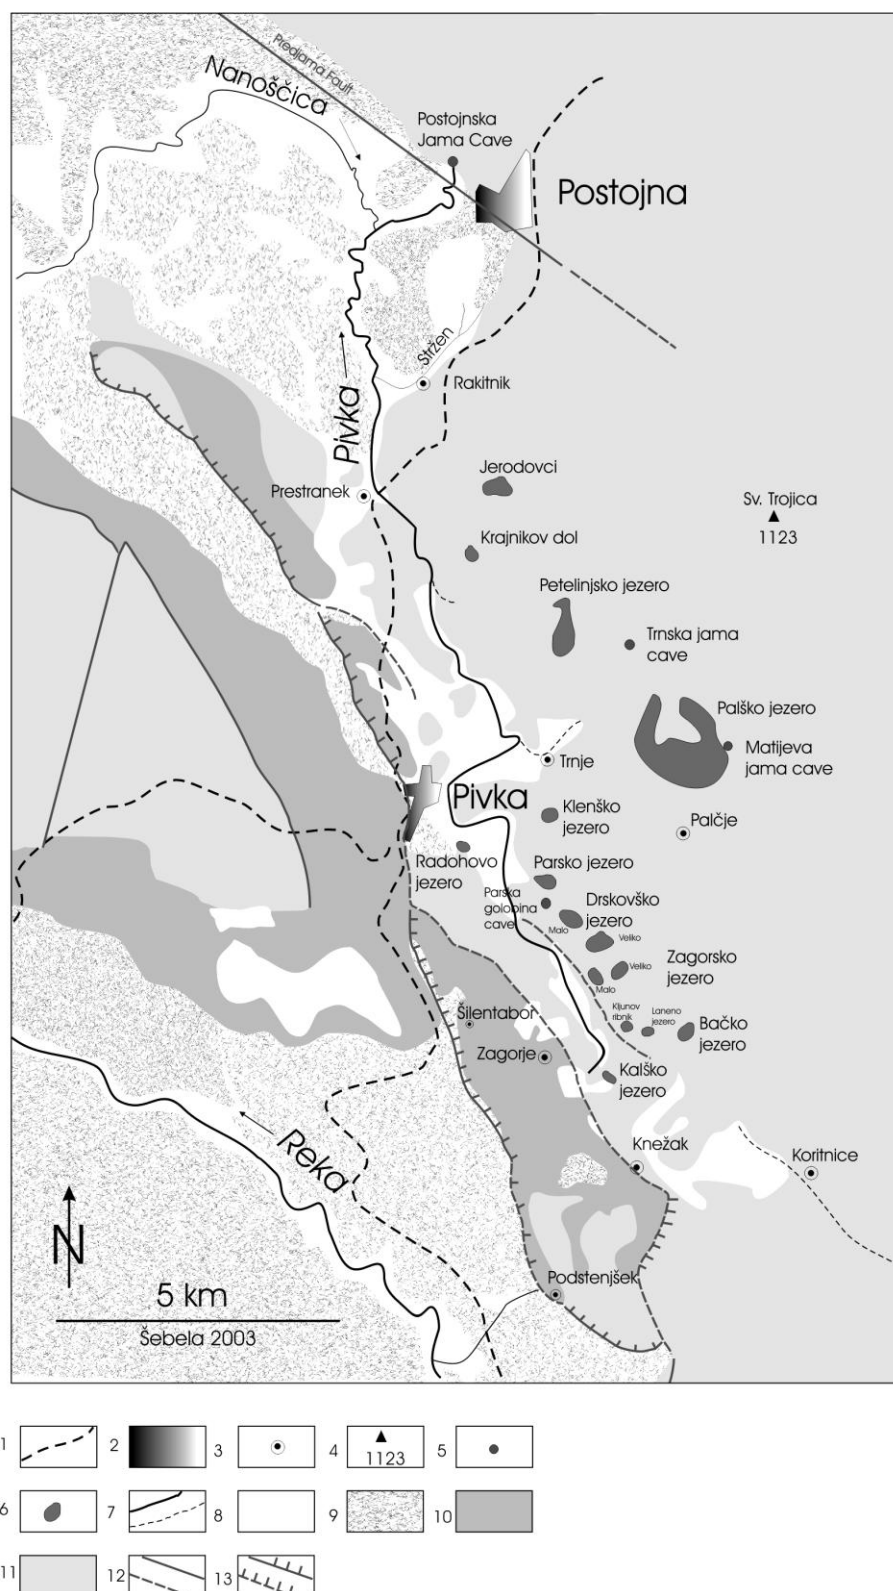 Predjama Fault
Nanoščica
Postojnska
Jama Cave
Postojna
Stržen
Rakitnik
Pivka
Jerodovci
Prestranek
Sv. Trojica
1123
Krajnikov dol
Petelinjsko jezero
Trnska jama
cave
Palško jezero
Matijeva
jama cave
Trnje
Pivka
Klenško
jezero
Palčje
Radohovo
jezero
Parsko jezero
Parska
golobina
cave
Drskovško
jezero
Malo
Veliko
Zagorsko
jezero
Veliko
Malo
Kljunov
ribnik
Laneno
jezero
Bačko
jezero
Šilentabor
Zagorje
Kalško
jezero
Reka
Knežak
Koritnice
N
Podstenjšek
5 km
Šebela 2003
1
2
3
4
1123
5
6
7
8
9
10
11
12
13